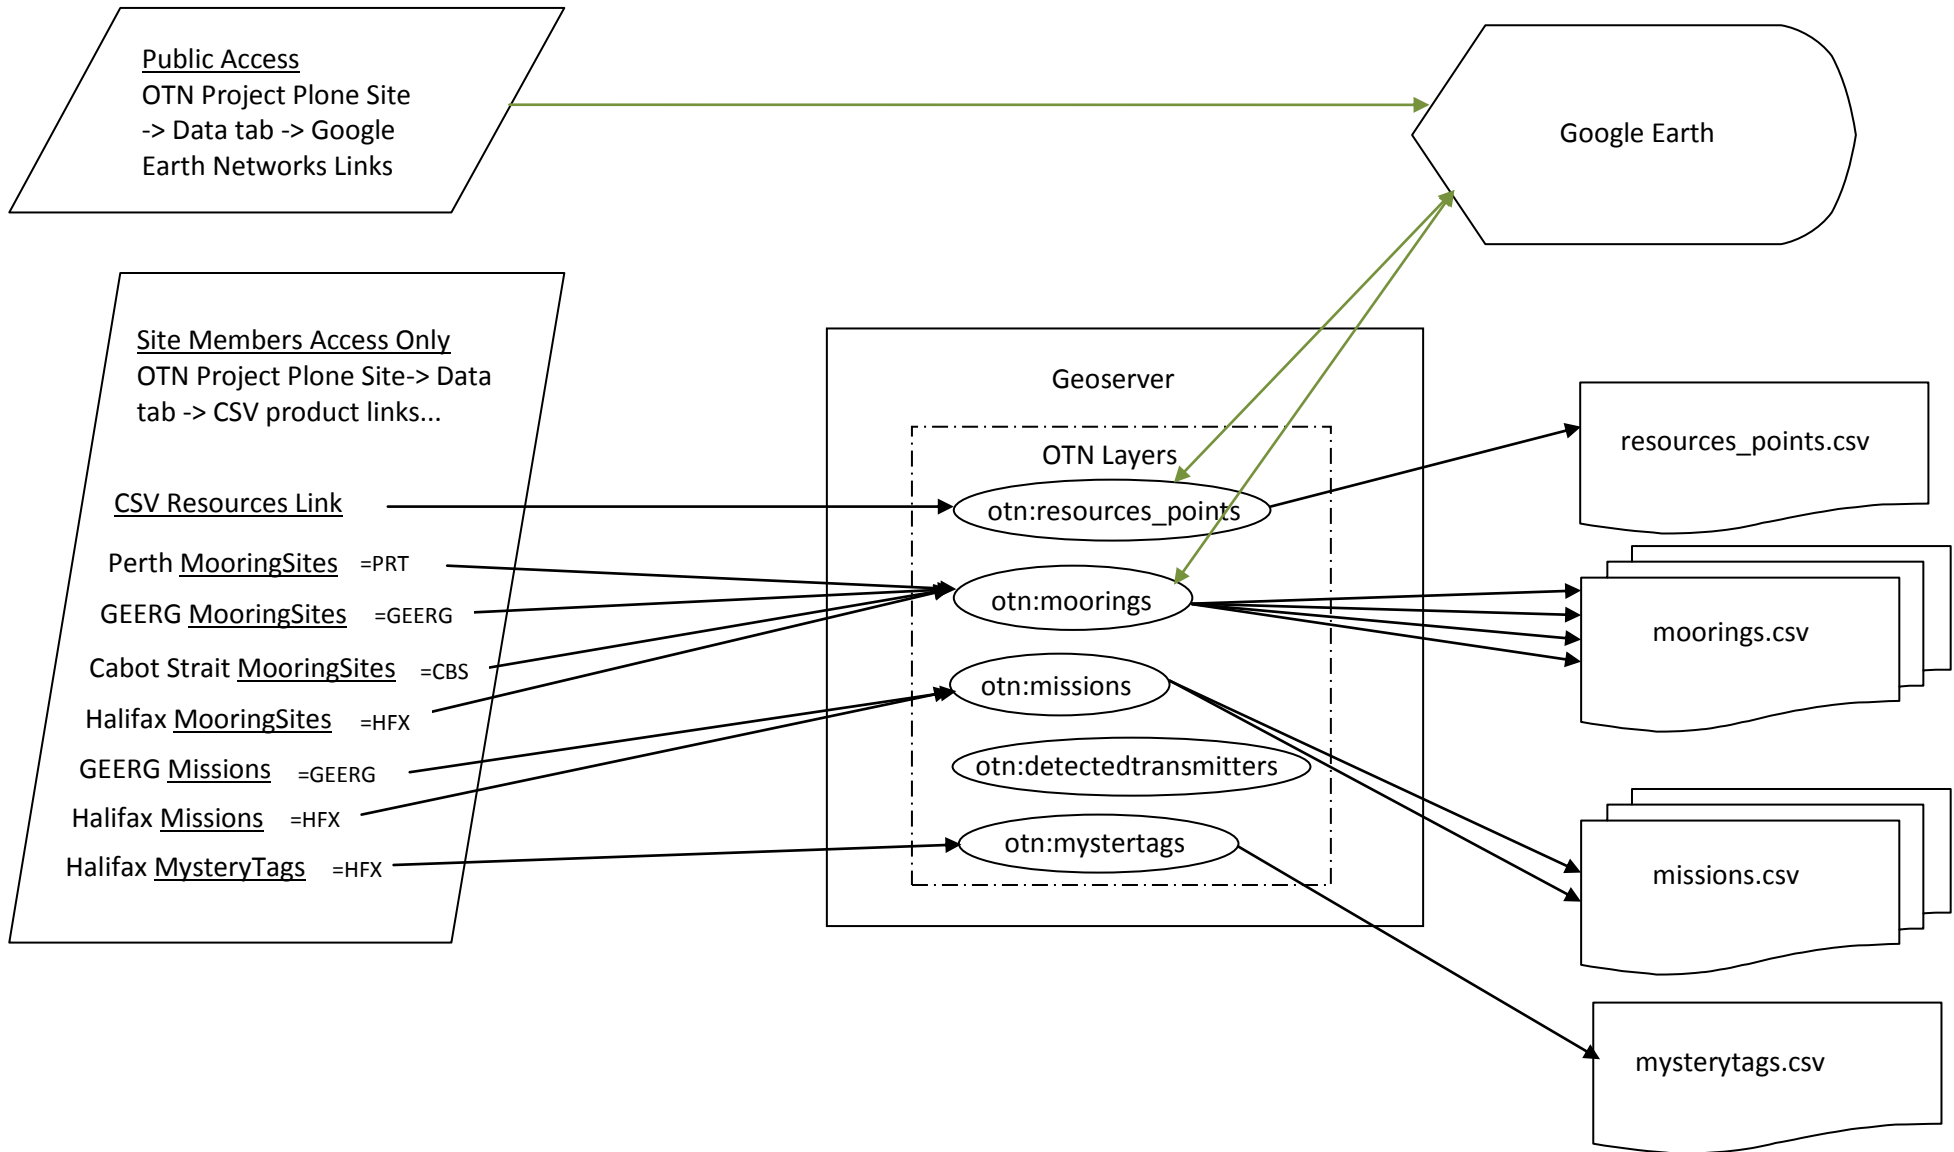 Public Access
OTN Project Plone Site
-> Data tab -> Google
Earth Networks Links
Google Earth
Site Members Access Only
OTN Project Plone Site-> Data
tab -> CSV product links...
CSV Resources Link
Perth MooringSites =PRT
GEERG MooringSites =GEERG
Cabot Strait MooringSites =CBS
Halifax MooringSites =HFX
GEERG Missions =GEERG
Halifax Missions =HFX
Halifax MysteryTags =HFX
Geoserver
OTN Layers
otn:resources_points
otn:moorings
otn:missions
otn:detectedtransmitters
otn:mystertags
resources_points.csv
moorings.csv
missions.csv
mysterytags.csv